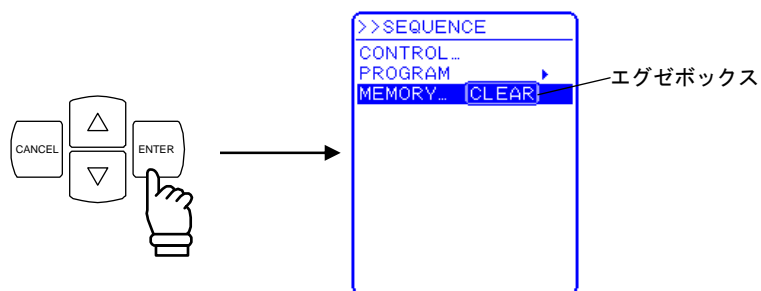 CANCEL
ENTER
>>SEQUENCE
CONTROL…
PROGRAM
MEMORY… CLEAR
エグゼボックス